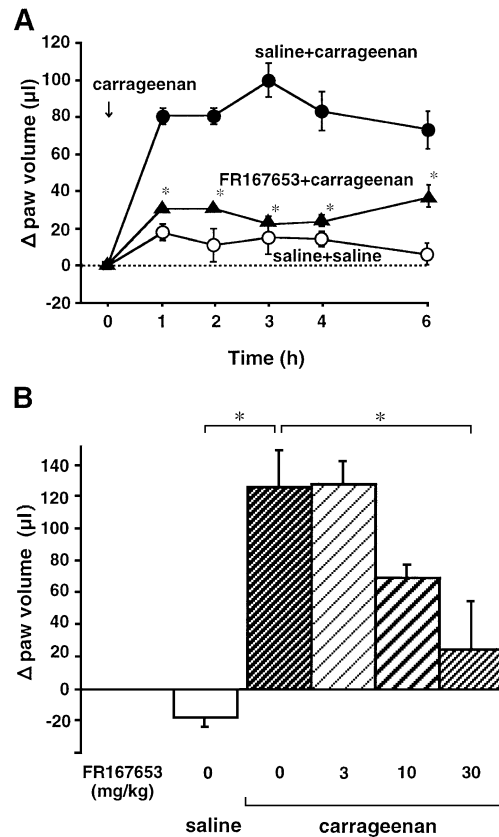 A
Δ paw volume (µl)
120
100
80
60
40
20
0
-20
carrageenan
↓
saline+carrageenan
FR167653+carrageenan
saline+saline
* * * * *
0 1 2 3 4 6
Time (h)
B
Δ paw volume (µl)
* *
140
120
100
80
60
40
20
0
-20
FR167653 0 0 3 10 30
(mg/kg)
saline carrageenan